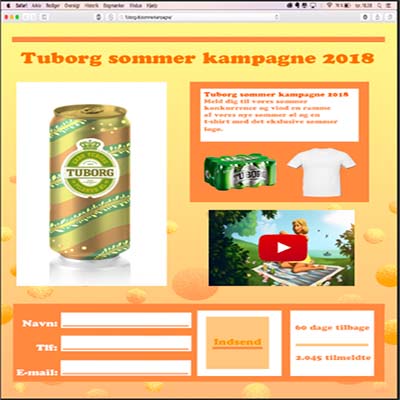 Safari Arkiv Rediger Oversigt Historik Bogmærker Vindue Hjælp
Tuborg sommer kampagne 2018
Tuborg sommer kampagne 2018
Meld dig til vores sommer
konkurrence og vind en ramme
af vores nye sommer øl og en
t-shirt med det ekslusive sommer
logo.
TUBORG
Navn:
Tlf:
E-mail:
Indsend
60 dage tilbage
2.045 tilmeldte